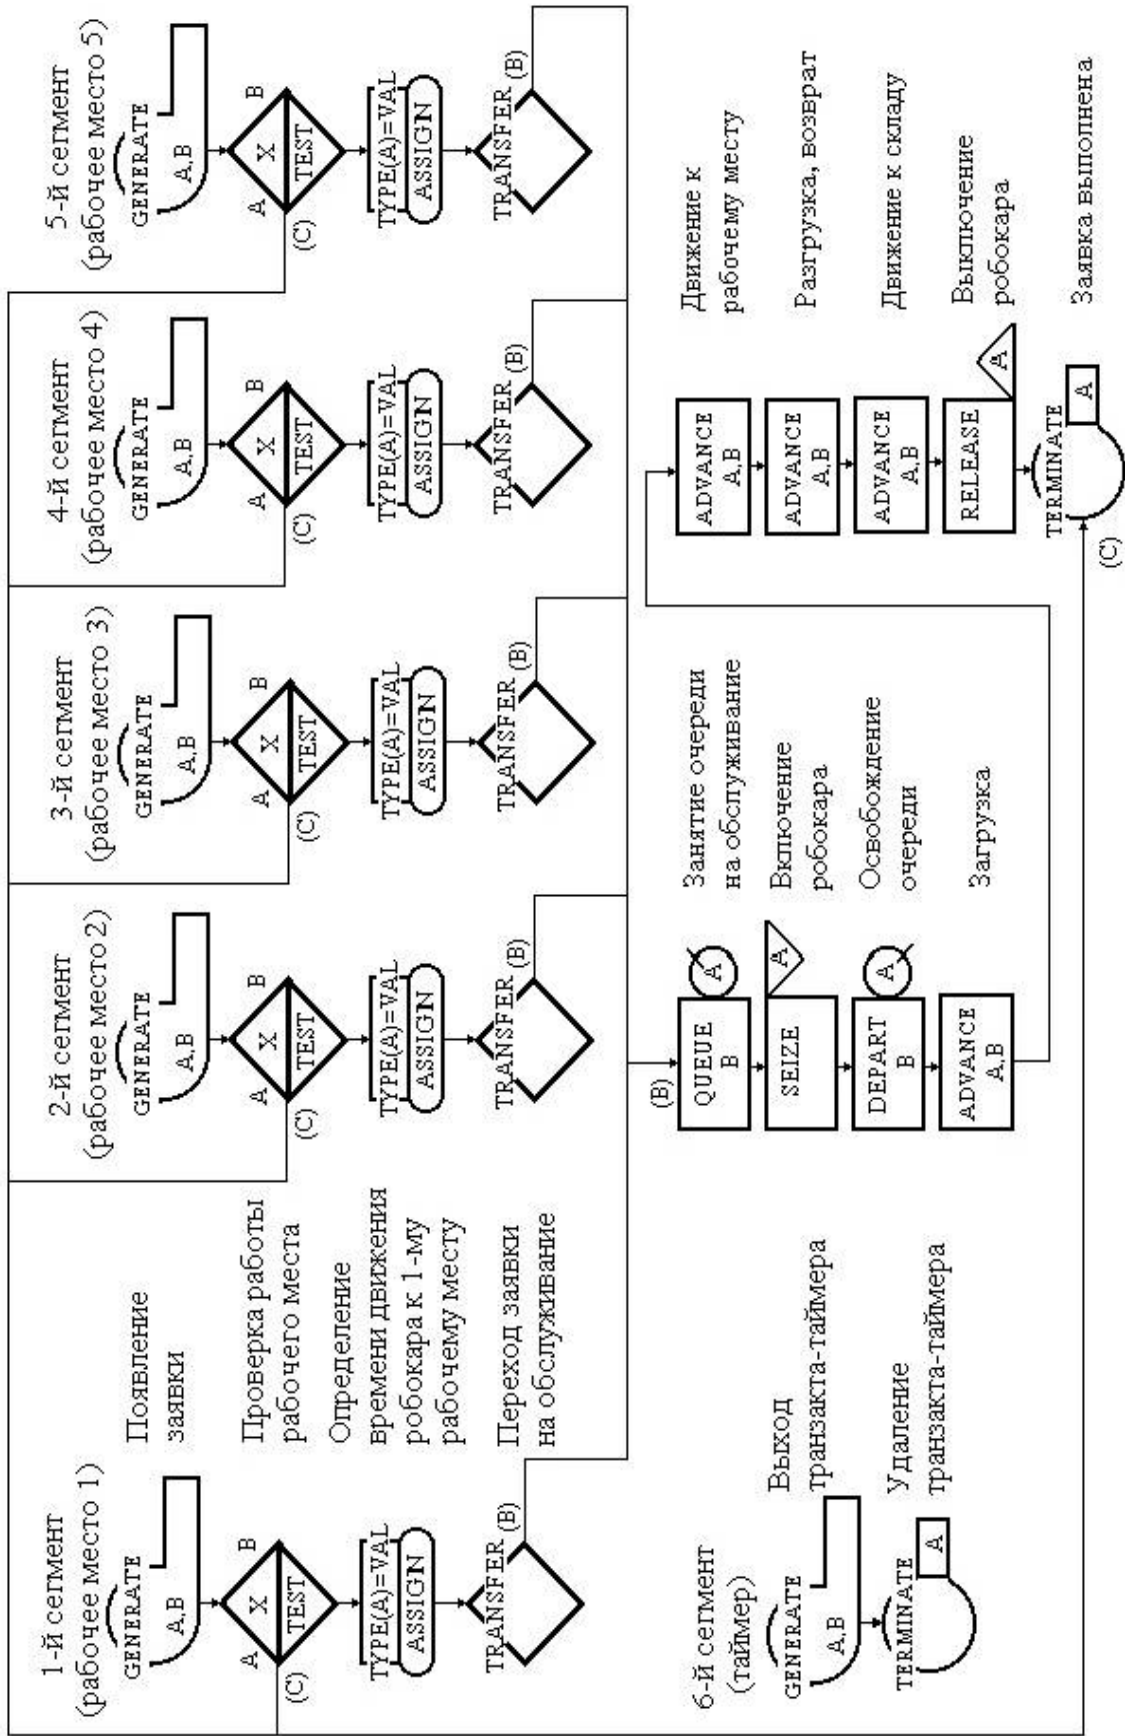 1-й сегмент
(рабочее место 1)
GENERATE
A,B
Появление
заявки
A
X
B
TEST
(C)
Проверка работы
рабочего места
TYPE(A)=VAL
ASSIGN
Определение
времени движения
робокара к 1-му
рабочему месту
TRANSFER
(B)
Переход заявки
на обслуживание
2-й сегмент
(рабочее место 2)
GENERATE
A,B
A
X
B
TEST
(C)
TYPE(A)=VAL
ASSIGN
TRANSFER
(B)
3-й сегмент
(рабочее место 3)
GENERATE
A,B
A
X
B
TEST
(C)
TYPE(A)=VAL
ASSIGN
TRANSFER
(B)
4-й сегмент
(рабочее место 4)
GENERATE
A,B
A
X
B
TEST
(C)
TYPE(A)=VAL
ASSIGN
TRANSFER
(B)
5-й сегмент
(рабочее место 5)
GENERATE
A,B
A
X
B
TEST
(C)
TYPE(A)=VAL
ASSIGN
TRANSFER
(B)
6-й сегмент
(таймер)
GENERATE
A,B
Выход
транзакта-таймера
TERMINATE
A
Удаление
транзакта-таймера
(B)
QUEUE
B
A
Занятие очереди
на обслуживание
SEIZE
A
Включение
робокара
DEPART
B
A
Освобождение
очереди
ADVANCE
A,B
Загрузка
ADVANCE
A,B
Движение к
рабочему месту
ADVANCE
A,B
Разгрузка, возврат
ADVANCE
A,B
Движение к складу
RELEASE
A
Выключение
робокара
TERMINATE
A
(C)
Заявка выполнена